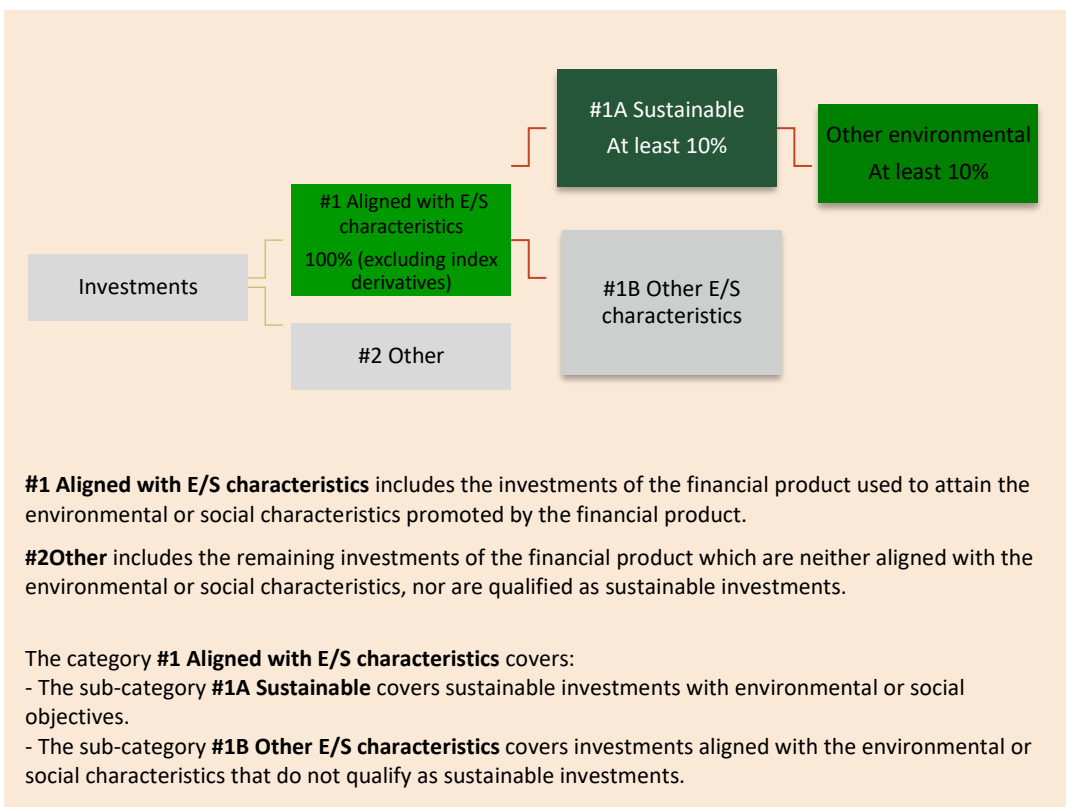 #1A Sustainable
At least 10%
Other environmental
At least 10%
#1 Aligned with E/S
characteristics
100% (excluding index
derivatives)
Investments
#1B Other E/S
characteristics
#2 Other
#1 Aligned with E/S characteristics includes the investments of the financial product used to attain the
environmental or social characteristics promoted by the financial product.
#2Other includes the remaining investments of the financial product which are neither aligned with the
environmental or social characteristics, nor are qualified as sustainable investments.
The category #1 Aligned with E/S characteristics covers:
- The sub-category #1A Sustainable covers sustainable investments with environmental or social
objectives.
- The sub-category #1B Other E/S characteristics covers investments aligned with the environmental or
social characteristics that do not qualify as sustainable investments.